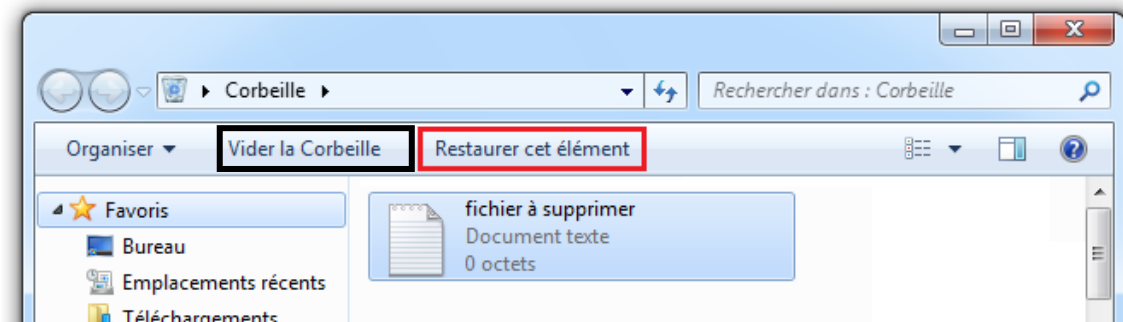 Corbeille
Rechercher dans : Corbeille
Organiser Vider la Corbeille Restaurer cet élément
Favoris
Bureau
Emplacements récents
Téléchargements
fichier à supprimer
Document texte
0 octets